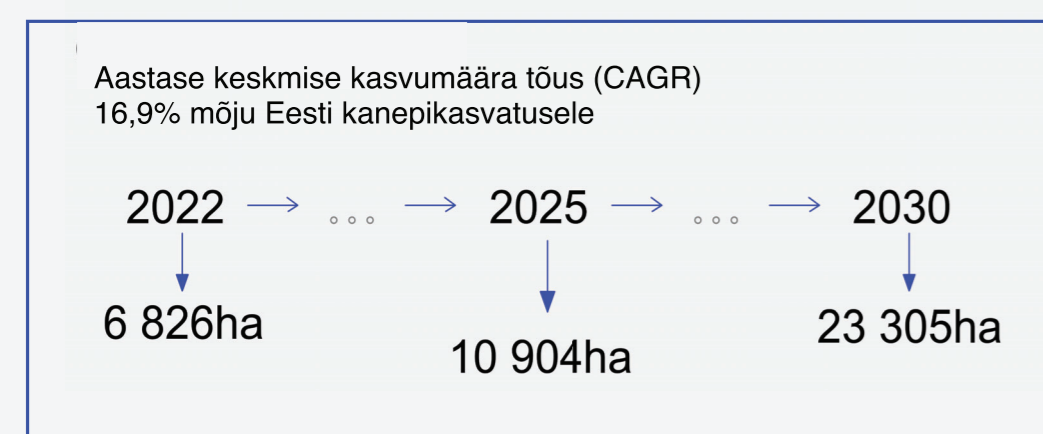 Aastase keskmise kasvumäära tõus (CAGR)
16,9% mõju Eesti kanepikasvatusele
2022 → ... → 2025 → ... → 2030
6 826ha
10 904ha
23 305ha